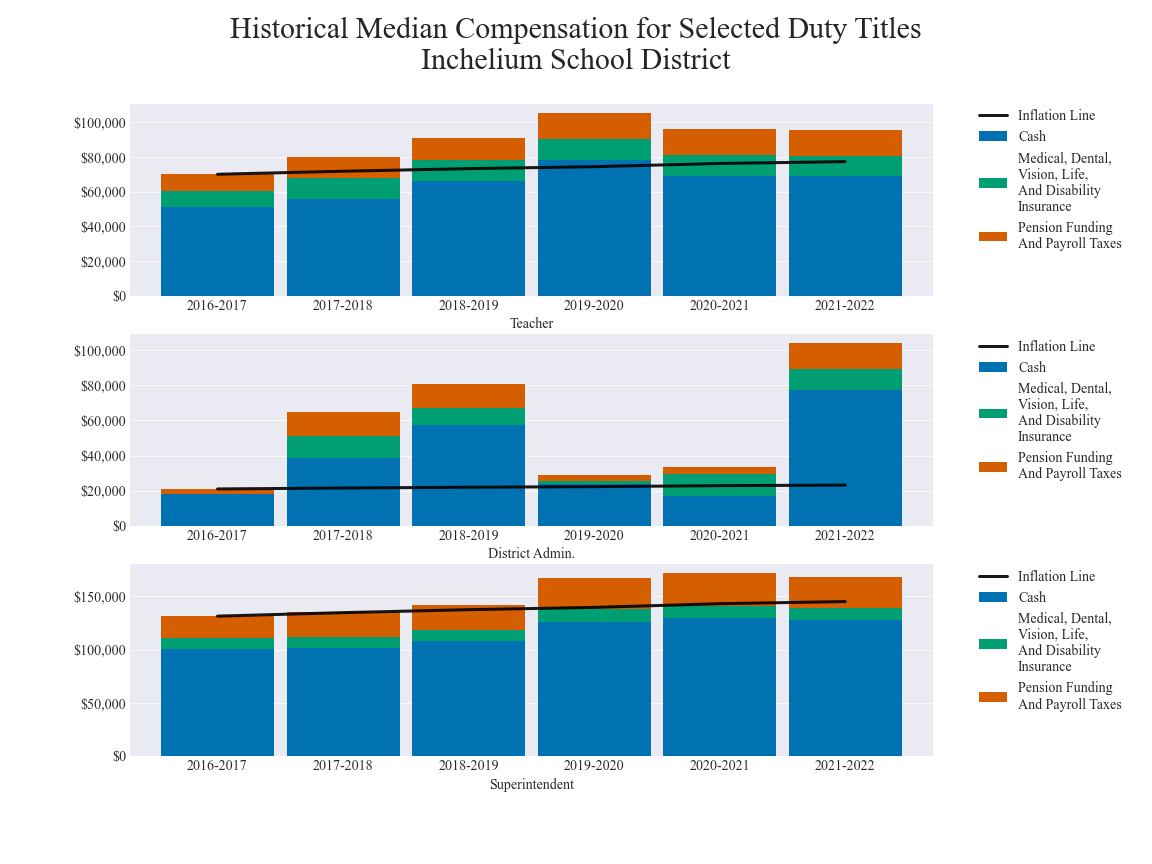 Historical Median Compensation for Selected Duty Titles
Inchelium School District
$100,000
$80,000
$60,000
$40,000
$20,000
$0
2016-2017 2017-2018 2018-2019 2019-2020 2020-2021 2021-2022
Teacher
Inflation Line
Cash
Medical, Dental,
Vision, Life,
And Disability
Insurance
Pension Funding
And Payroll Taxes
$100,000
$80,000
$60,000
$40,000
$20,000
$0
2016-2017 2017-2018 2018-2019 2019-2020 2020-2021 2021-2022
District Admin.
Inflation Line
Cash
Medical, Dental,
Vision, Life,
And Disability
Insurance
Pension Funding
And Payroll Taxes
$150,000
$100,000
$50,000
$0
2016-2017 2017-2018 2018-2019 2019-2020 2020-2021 2021-2022
Superintendent
Inflation Line
Cash
Medical, Dental,
Vision, Life,
And Disability
Insurance
Pension Funding
And Payroll Taxes